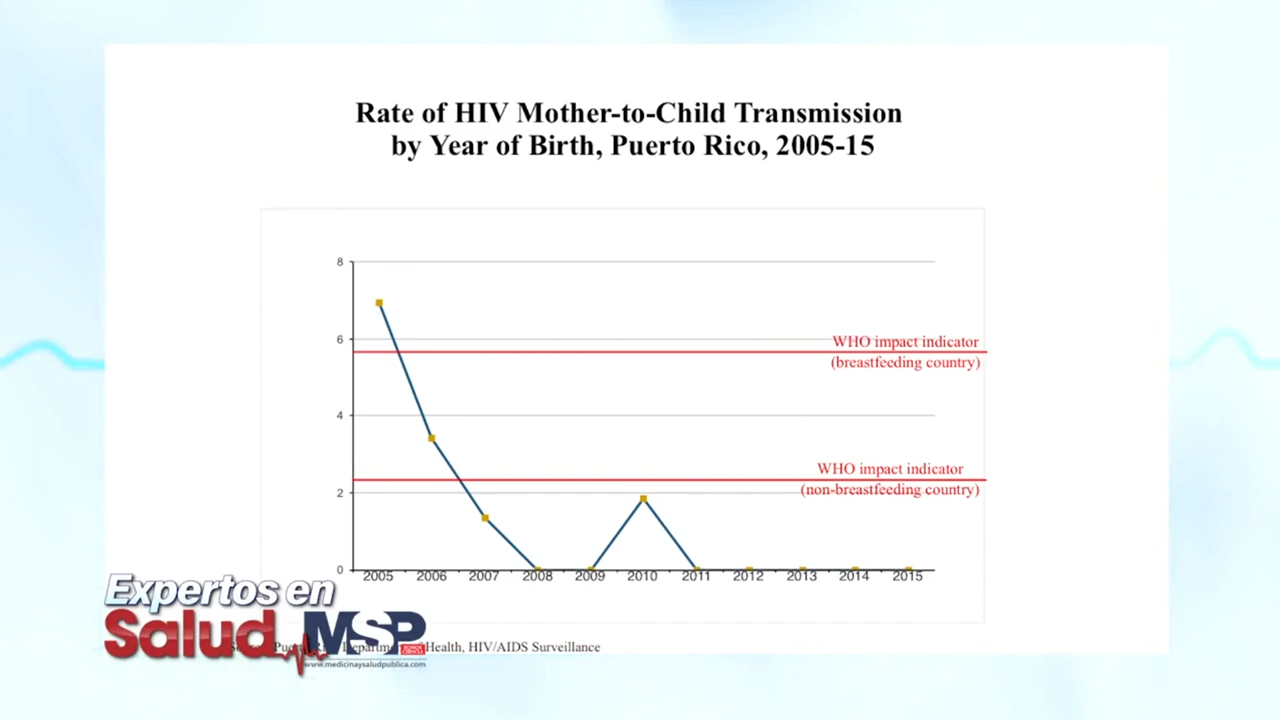 Rate of HIV Mother-to-Child Transmission
by Year of Birth, Puerto Rico, 2005-15
8
6
4
2
0
WHO impact indicator
(breastfeeding country)
WHO impact indicator
(non-breastfeeding country)
2005 2006 2007 2008 2009 2010 2011 2012 2013 2014 2015
Expertos en
Salud MSP
www.medicinaysaludpublica.com
Health, HIV/AIDS Surveillance